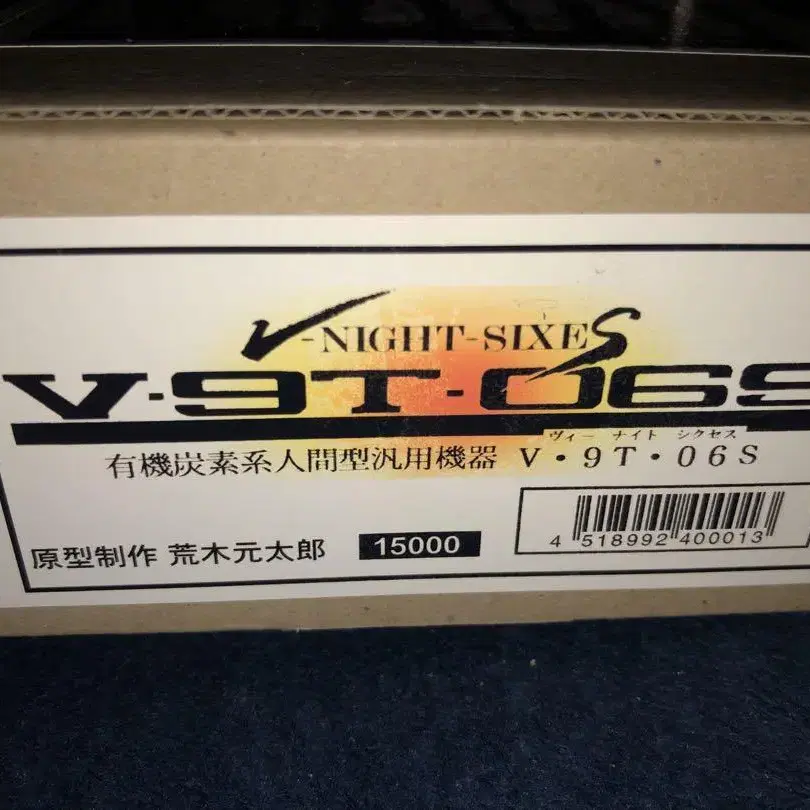 V-NIGHT-SIXES
V-9T-06S
ヴィー ナイト シクセス
有機炭素系人間型汎用機器 V・9T・06S
原型制作 荒木元太郎 15000
4 518992 400013